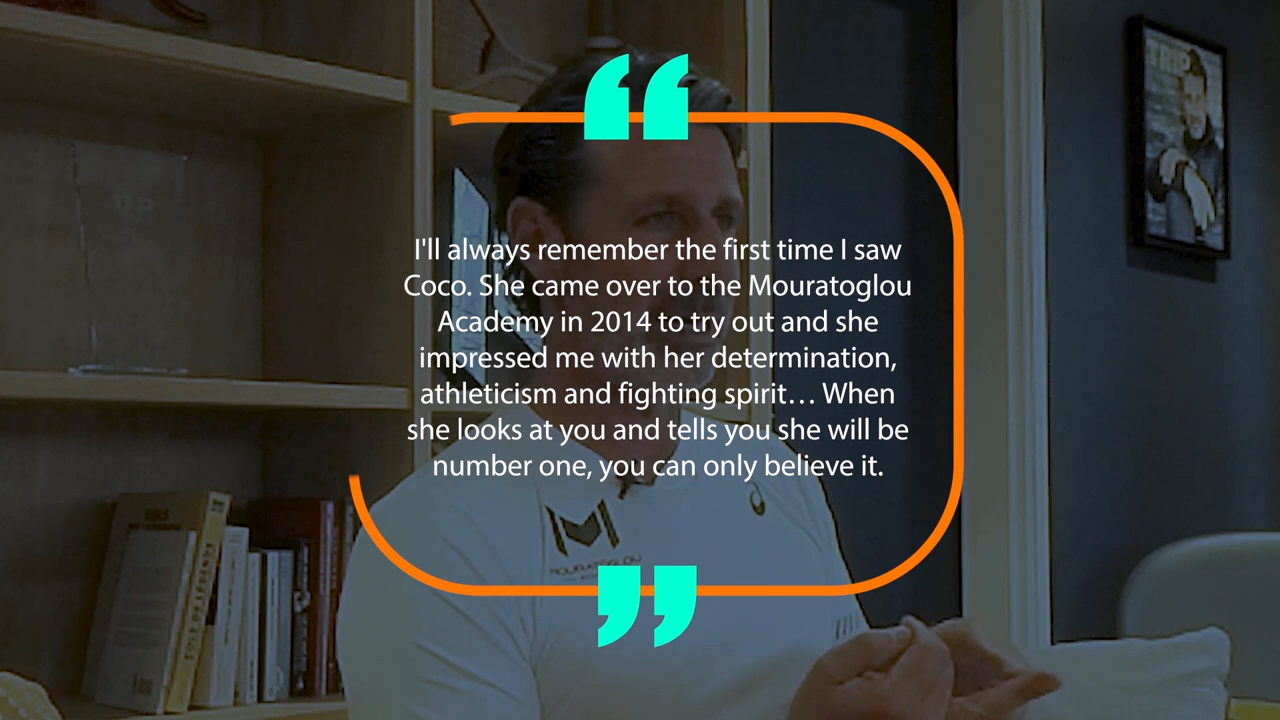 TRIP
I'll always remember the first time I saw
Coco. She came over to the Mouratoglou
Academy in 2014 to try out and she
impressed me with her determination,
athleticism and fighting spirit… When
she looks at you and tells you she will be
number one, you can only believe it.
MOURATOGLOU